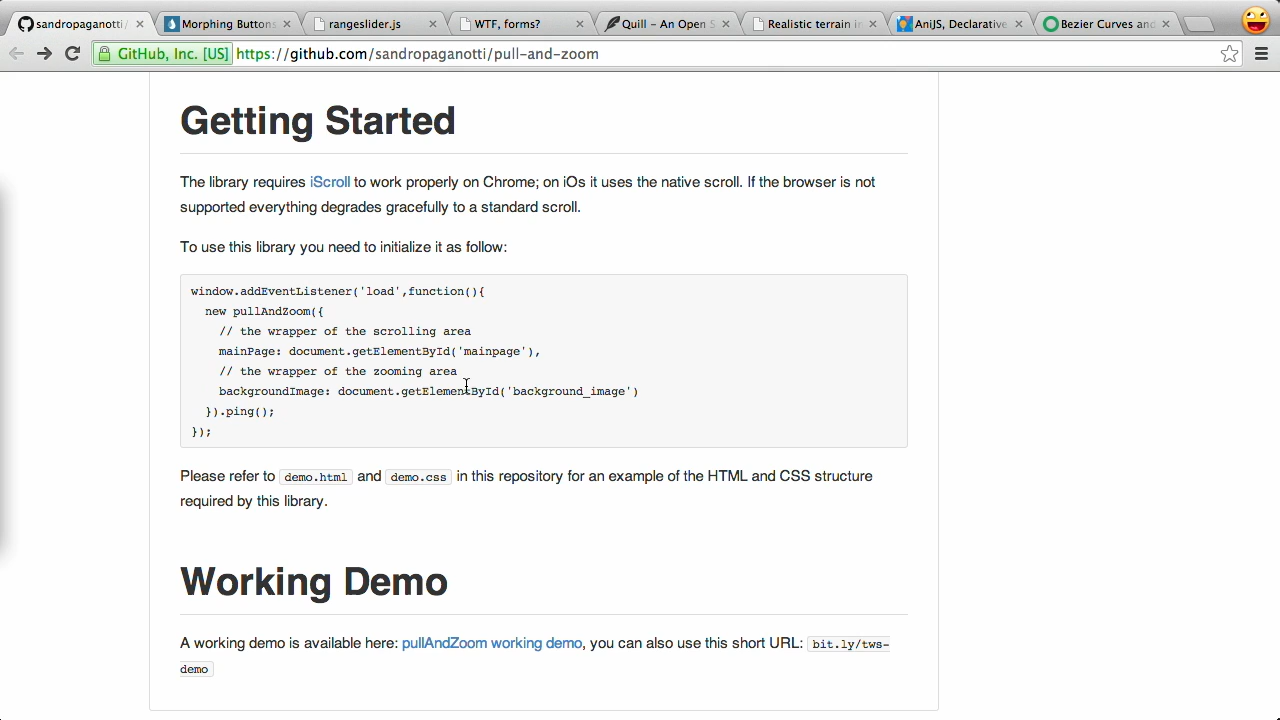 sandropaganotti/
Morphing Buttons
rangeslider.js
WTF, forms?
Quill – An Open S
Realistic terrain in
AniJS, Declarative
Bezier Curves and
GitHub, Inc. [US] https://github.com/sandropaganotti/pull-and-zoom
Getting Started
The library requires iScroll to work properly on Chrome; on iOs it uses the native scroll. If the browser is not
supported everything degrades gracefully to a standard scroll.
To use this library you need to initialize it as follow:
window.addEventListener('load',function(){
new pullAndZoom({
// the wrapper of the scrolling area
mainPage: document.getElementById('mainpage'),
// the wrapper of the zooming area
backgroundImage: document.getElementById('background_image')
}).ping();
});
Please refer to demo.html and demo.css in this repository for an example of the HTML and CSS structure
required by this library.
Working Demo
A working demo is available here: pullAndZoom working demo, you can also use this short URL: bit.ly/tws-
demo